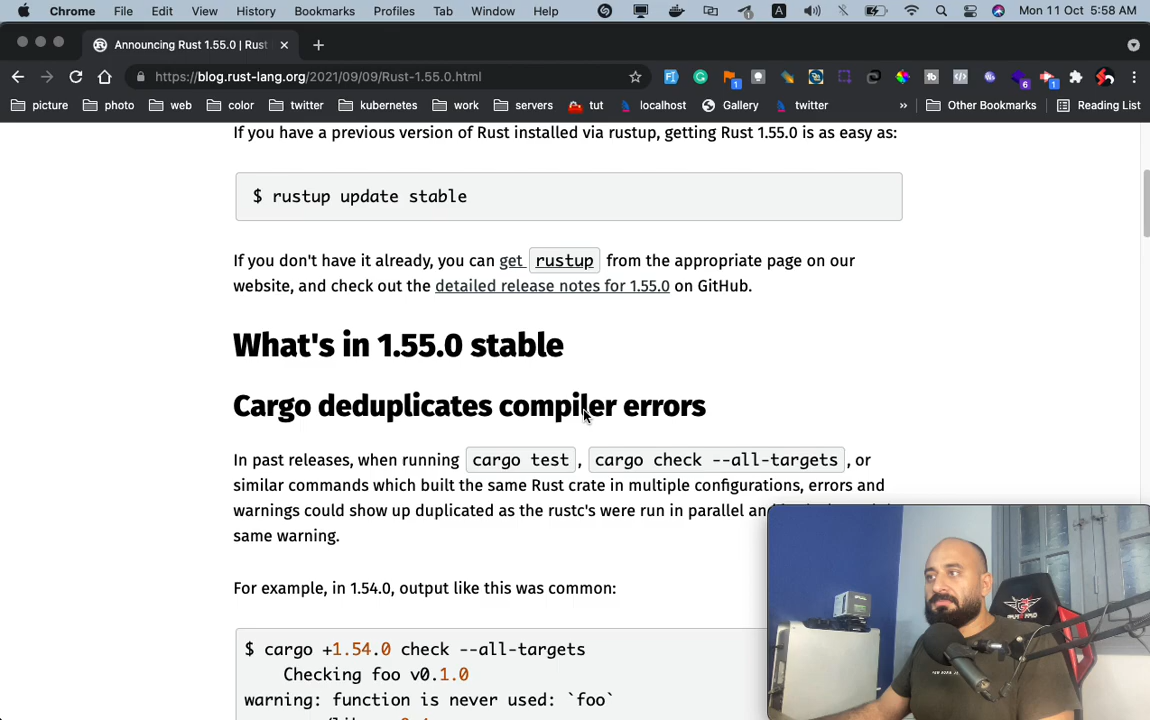 Chrome File Edit View History Bookmarks Profiles Tab Window Help A Mon 11 Oct 5:58 AM
Announcing Rust 1.55.0 | Rust
https://blog.rust-lang.org/2021/09/09/Rust-1.55.0.html
picture photo web color twitter kubernetes work servers tut localhost Gallery twitter » Other Bookmarks Reading List
If you have a previous version of Rust installed via rustup, getting Rust 1.55.0 is as easy as:
$ rustup update stable
If you don't have it already, you can get rustup from the appropriate page on our
website, and check out the detailed release notes for 1.55.0 on GitHub.
What's in 1.55.0 stable
Cargo deduplicates compiler errors
In past releases, when running cargo test, cargo check --all-targets, or
similar commands which built the same Rust crate in multiple configurations, errors and
warnings could show up duplicated as the rustc's were run in parallel and
same warning.
For example, in 1.54.0, output like this was common:
$ cargo +1.54.0 check --all-targets
Checking foo v0.1.0
warning: function is never used: `foo`